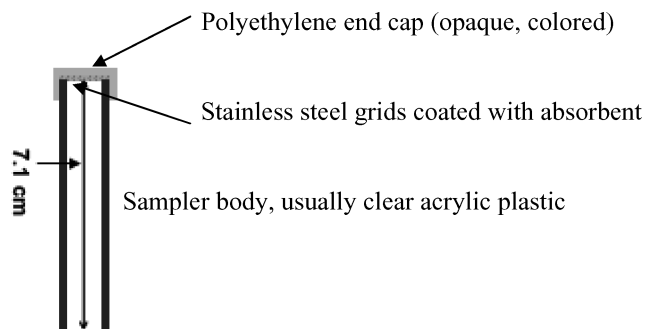 Polyethylene end cap (opaque, colored)
Stainless steel grids coated with absorbent
7.1 cm
Sampler body, usually clear acrylic plastic